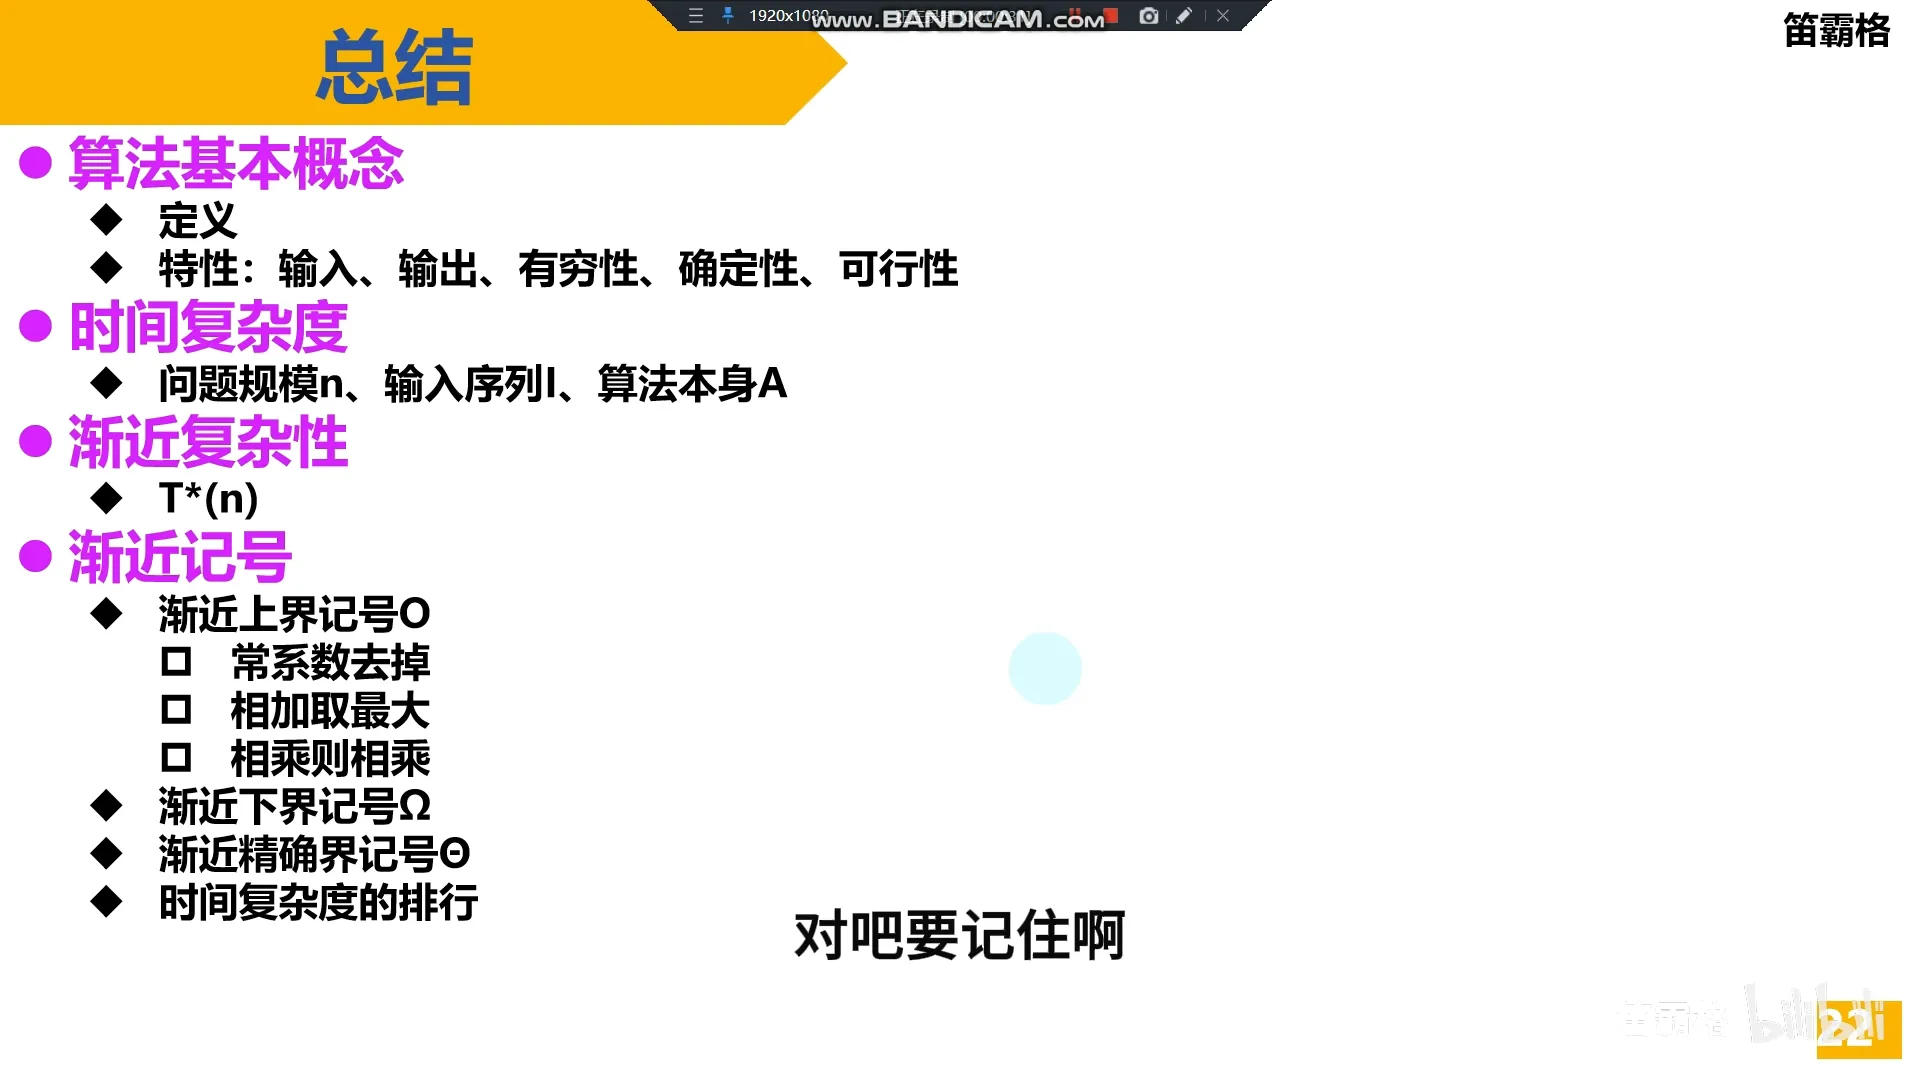 1920x1080
www.BANDICAM.com
笛霸格
总结
● 算法基本概念
◆ 定义
◆ 特性：输入、输出、有穷性、确定性、可行性
● 时间复杂度
◆ 问题规模n、输入序列I、算法本身A
● 渐近复杂性
◆ T*(n)
● 渐近记号
◆ 渐近上界记号O
□ 常系数去掉
□ 相加取最大
□ 相乘则相乘
◆ 渐近下界记号Ω
◆ 渐近精确界记号Θ
◆ 时间复杂度的排行
对吧要记住啊
笛霸格 bilibili
22